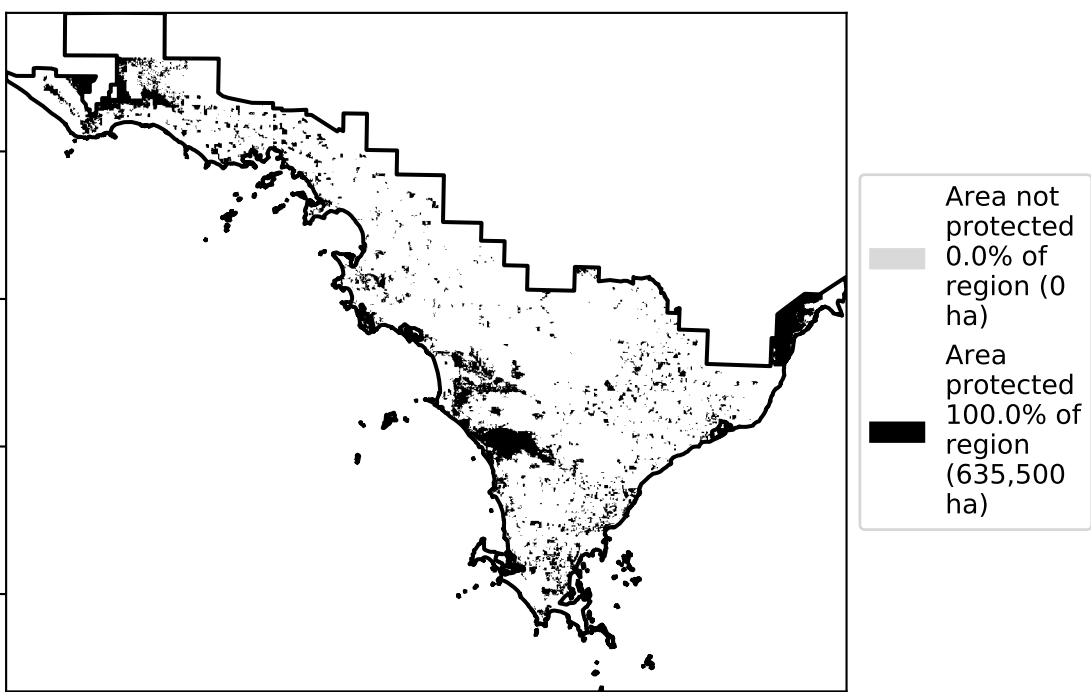 Area not
protected
0.0% of
region (0
ha)
Area
protected
100.0% of
region
(635,500
ha)